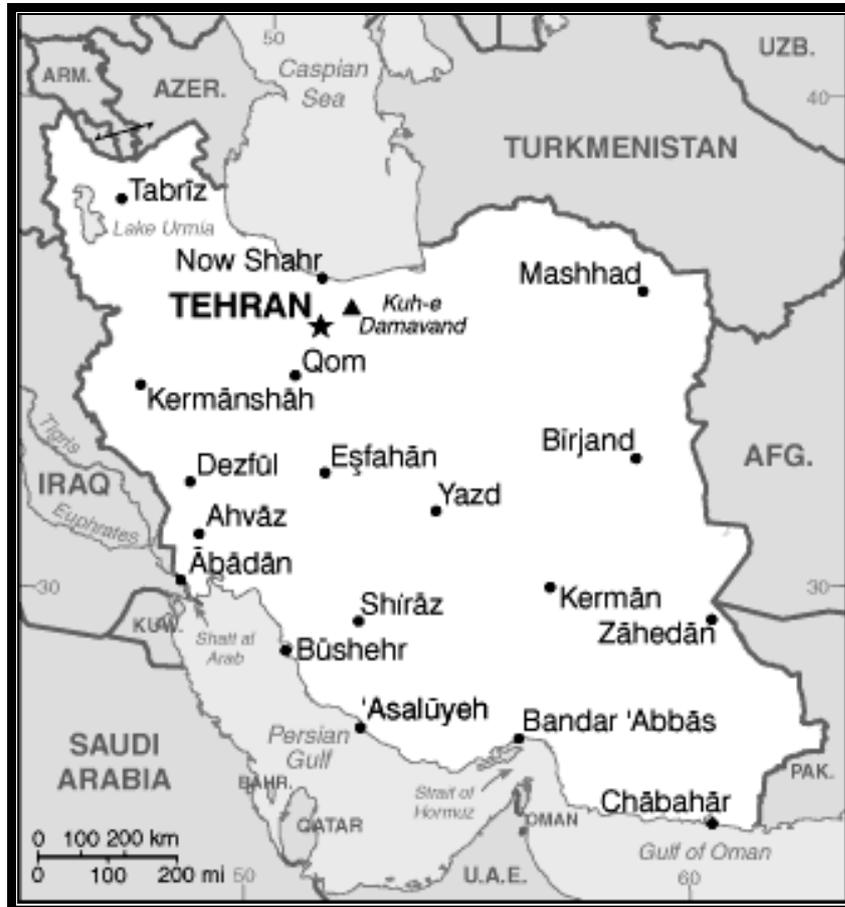 50
UZB.
Caspian
Sea
ARM.
AZER.
40
TURKMENISTAN
Tabrīz
Lake Urmia
Now Shahr
Mashhad
TEHRAN
Kuh-e
Damavand
Qom
Kermānshāh
Tigris
Bīrjand
AFG.
Dezfūl
Eşfahān
IRAQ
Yazd
Euphrates
Ahvāz
Ābādān
30
30
Shīrāz
Kermān
KUW.
Zāhedān
Shatt al
Arab
Būshehr
'Asalūyeh
Bandar 'Abbās
Persian
Gulf
SAUDI
ARABIA
PAK.
BAHR.
Strait of
Hormuz
Chābahār
QATAR
OMAN
0 100 200 km
Gulf of Oman
0 100 200 mi
50
U.A.E.
60